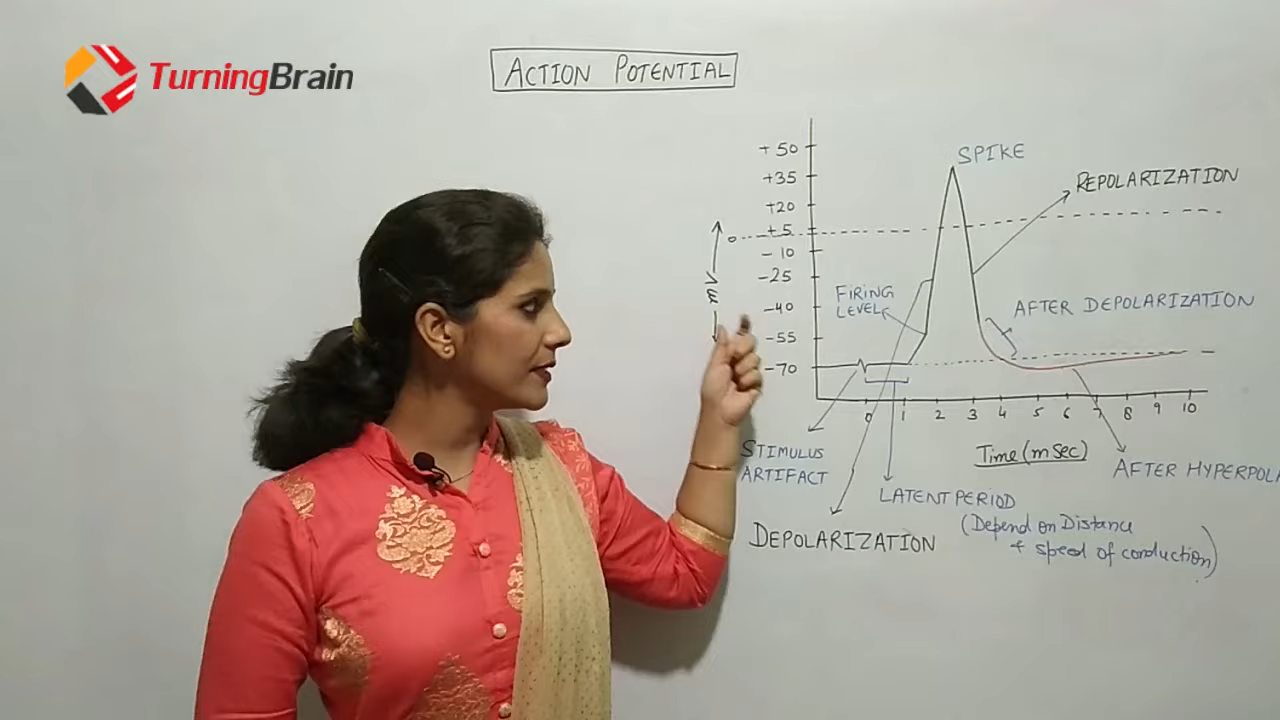 TurningBrain
ACTION POTENTIAL
+50
+35
+20
+5
0
-10
-25
-40
-55
-70
mV
SPIKE
REPOLARIZATION
FIRING
LEVEL
AFTER DEPOLARIZATION
0 1 2 3 4 5 6 7 8 9 10
Time (msec)
STIMULUS
ARTIFACT
AFTER HYPERPOLA
LATENT PERIOD
(Depend on Distance
+ speed of conduction)
DEPOLARIZATION